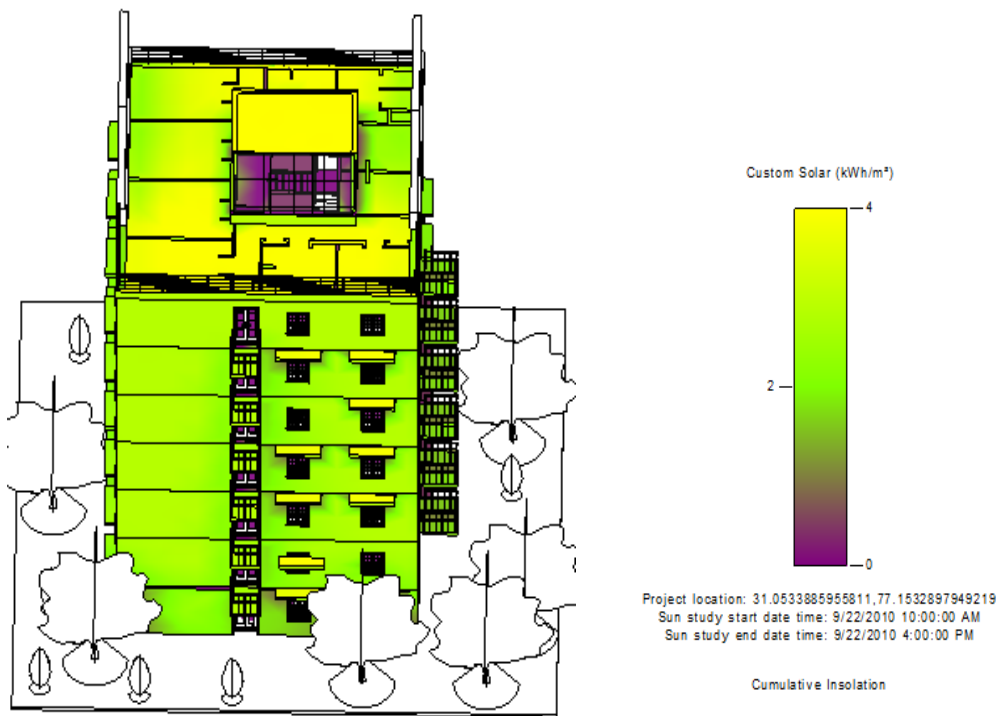 Custom Solar (kWh/m²)
4
2
0
Project location: 31.0533885955811,77.1532897949219
Sun study start date time: 9/22/2010 10:00:00 AM
Sun study end date time: 9/22/2010 4:00:00 PM
Cumulative Insolation